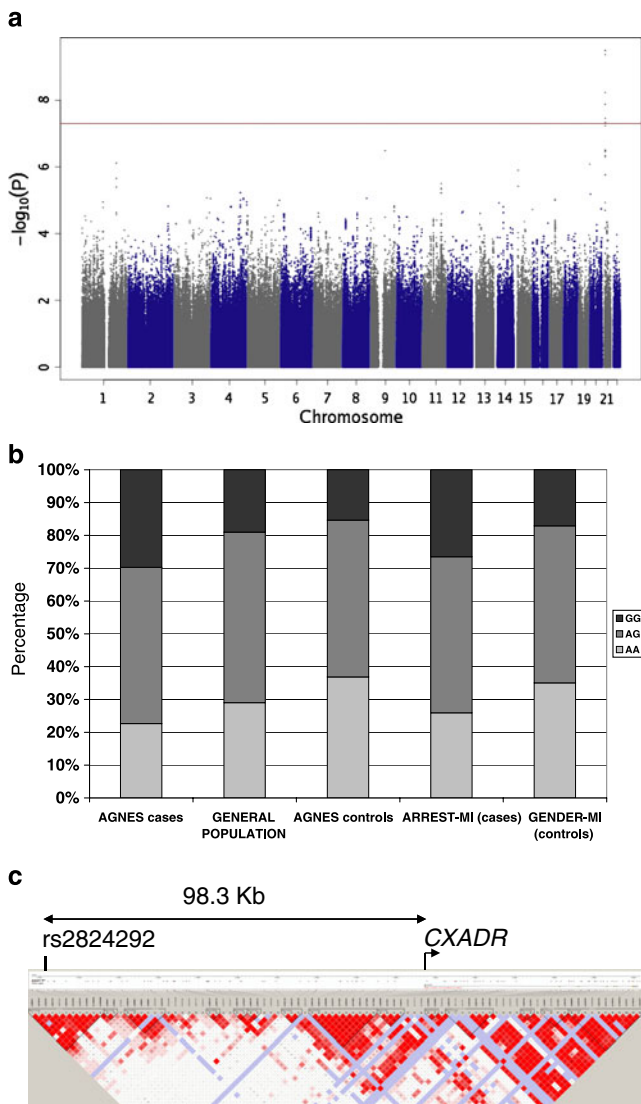 a
8
6
4
2
0
−log10(P)
1 2 3 4 5 6 7 8 9 10 11 12 13 14 15 17 19 21
Chromosome
b
100%
90%
80%
70%
60%
50%
40%
30%
20%
10%
0%
Percentage
GG
AG
AA
AGNES cases GENERAL POPULATION AGNES controls ARREST-MI (cases) GENDER-MI (controls)
c
98.3 Kb
rs2824292
CXADR